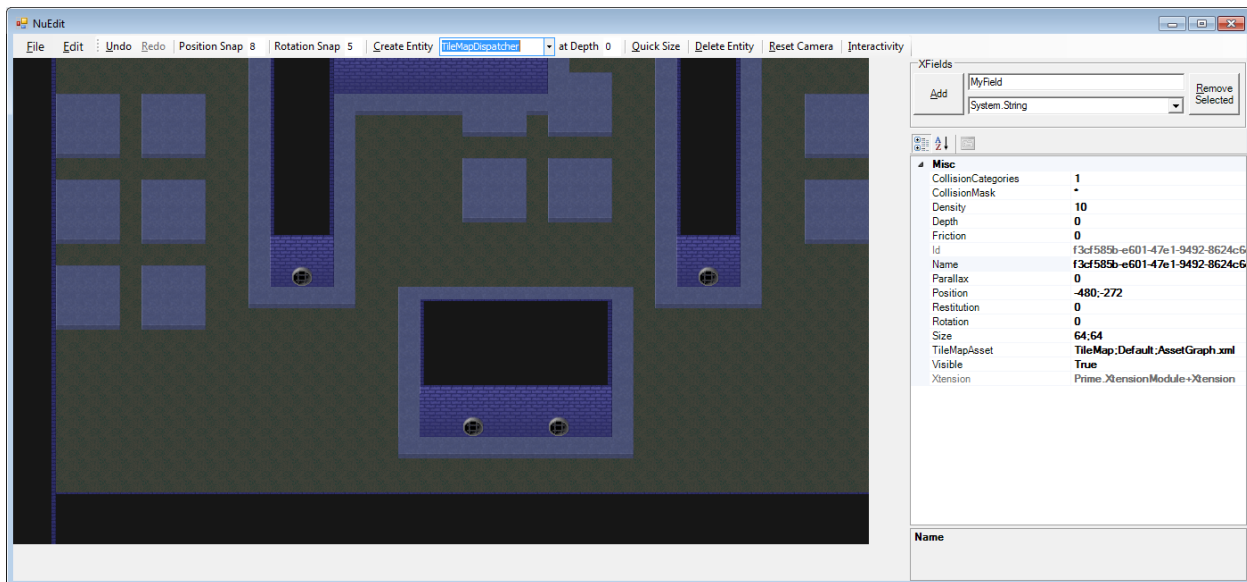 NuEdit
File Edit Undo Redo Position Snap 8 Rotation Snap 5 Create Entity TileMapDispatcher at Depth 0 Quick Size Delete Entity Reset Camera Interactivity
XFields
Add
MyField
System.String
Remove Selected
Misc
CollisionCategories 1
CollisionMask *
Density 10
Depth 0
Friction 0
Id f3cf585b-e601-47e1-9492-8624c6
Name f3cf585b-e601-47e1-9492-8624c6
Parallax 0
Position -480;-272
Restitution 0
Rotation 0
Size 64;64
TileMapAsset TileMap;Default;AssetGraph.xml
Visible True
Xtension Prime.XtensionModule+Xtension
Name